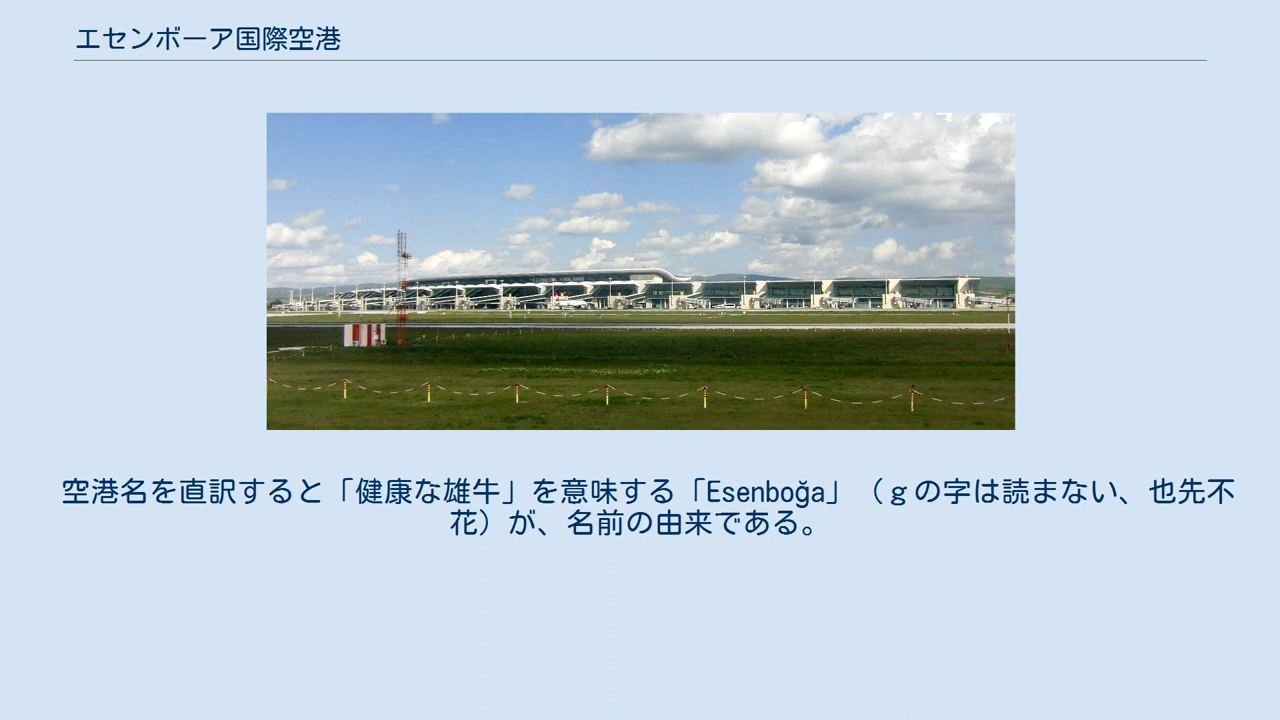 エセンボーア国際空港
空港名を直訳すると「健康な雄牛」を意味する「Esenboğa」（ｇの字は読まない、也先不
花）が、名前の由来である。